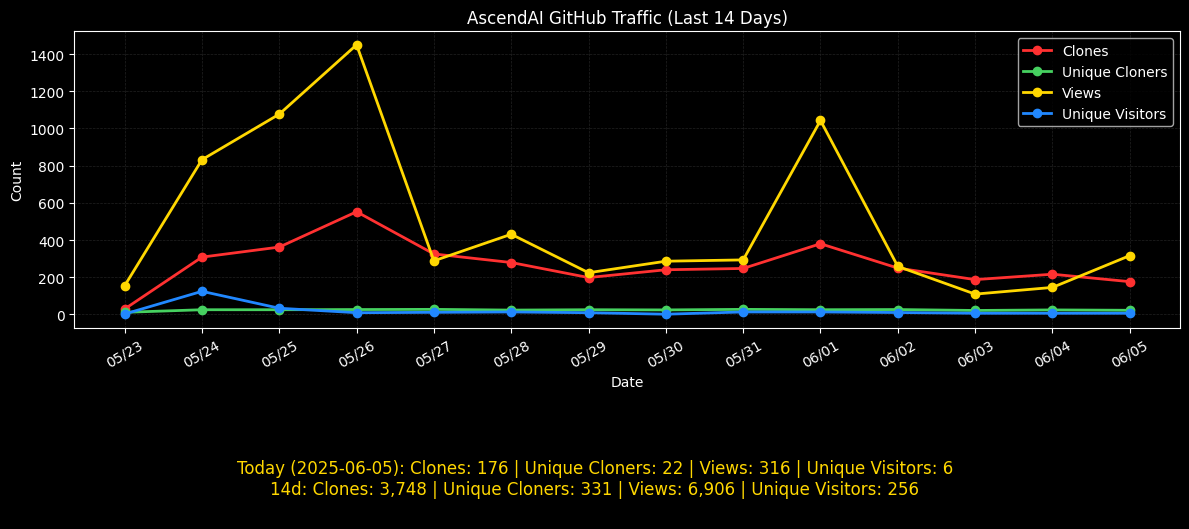 AscendAI GitHub Traffic (Last 14 Days)
Clones
Unique Cloners
Views
Unique Visitors
Count
1400
1200
1000
800
600
400
200
0
05/23
05/24
05/25
05/26
05/27
05/28
05/29
05/30
05/31
06/01
06/02
06/03
06/04
06/05
Date
Today (2025-06-05): Clones: 176 | Unique Cloners: 22 | Views: 316 | Unique Visitors: 6
14d: Clones: 3,748 | Unique Cloners: 331 | Views: 6,906 | Unique Visitors: 256